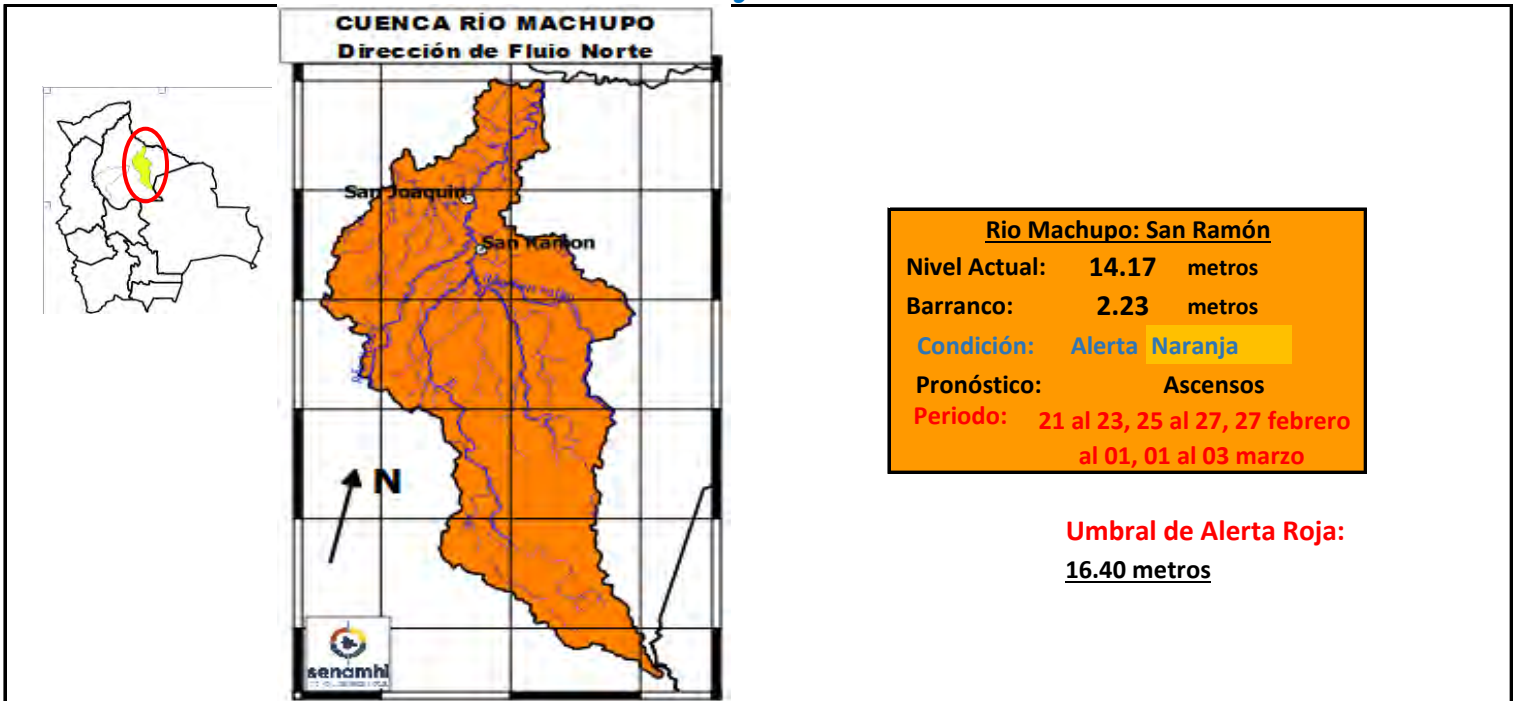 CUENCA RÍO MACHUPO
Dirección de Flujo Norte
San Joaquin
San Ramon
N
senamhi
Rio Machupo: San Ramón
Nivel Actual: 14.17 metros
Barranco: 2.23 metros
Condición: Alerta Naranja
Pronóstico: Ascensos
Periodo: 21 al 23, 25 al 27, 27 febrero
al 01, 01 al 03 marzo
Umbral de Alerta Roja:
16.40 metros